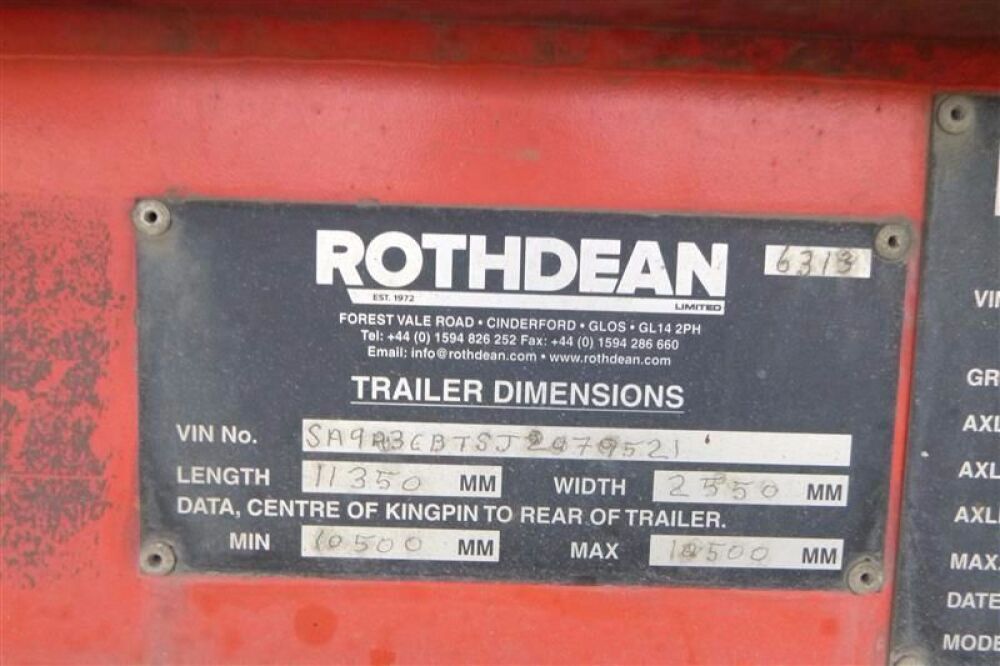 ROTHDEAN
6313
EST. 1972
LIMITED
FOREST VALE ROAD • CINDERFORD • GLOS • GL14 2PH
Tel: +44 (0) 1594 826 252 Fax: +44 (0) 1594 286 660
Email: info@rothdean.com • www.rothdean.com
TRAILER DIMENSIONS
VIN No.
LENGTH 11350 MM WIDTH 2550 MM
DATA, CENTRE OF KINGPIN TO REAR OF TRAILER.
MIN 10500 MM MAX 10500 MM
VIN
GR
AXL
AXL
AXL
MAX
DATE
MODE